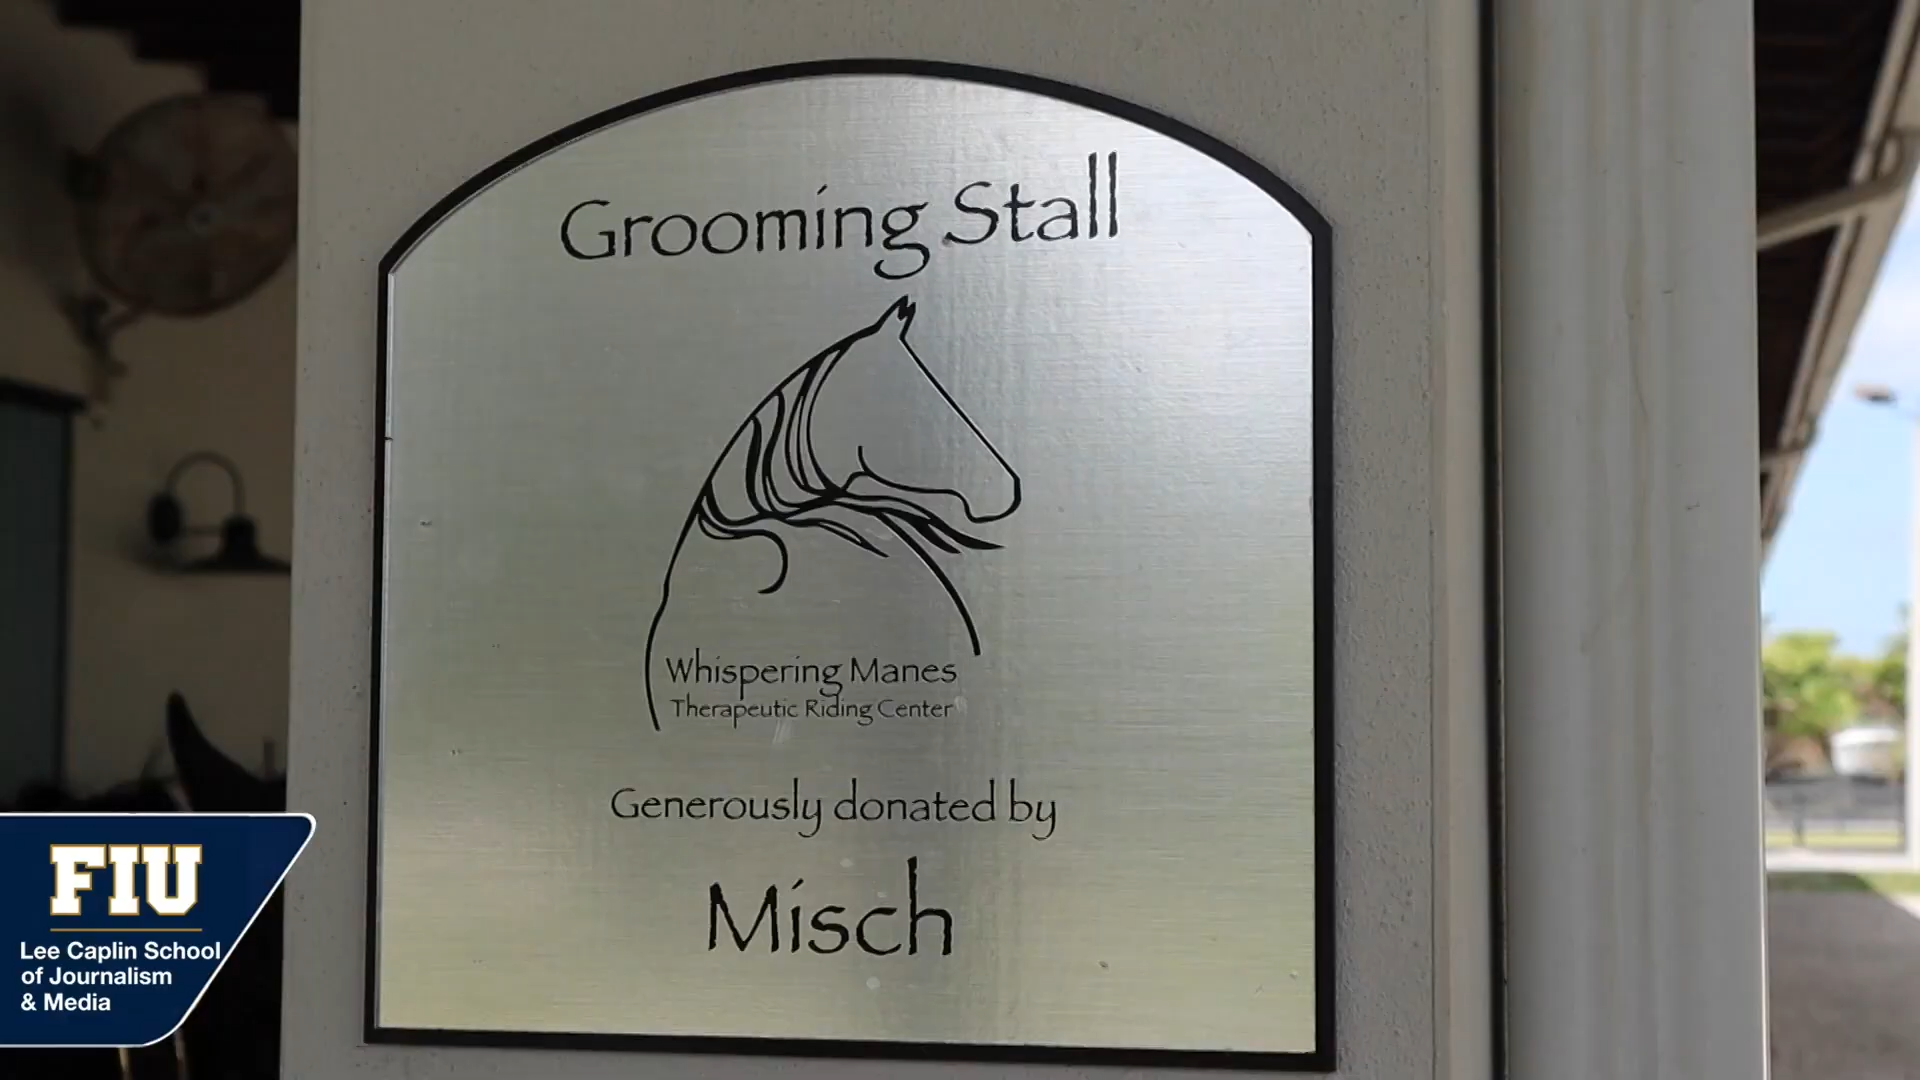 Grooming Stall
Whispering Manes
Therapeutic Riding Center
Generously donated by
Misch
FIU
Lee Caplin School
of Journalism
& Media